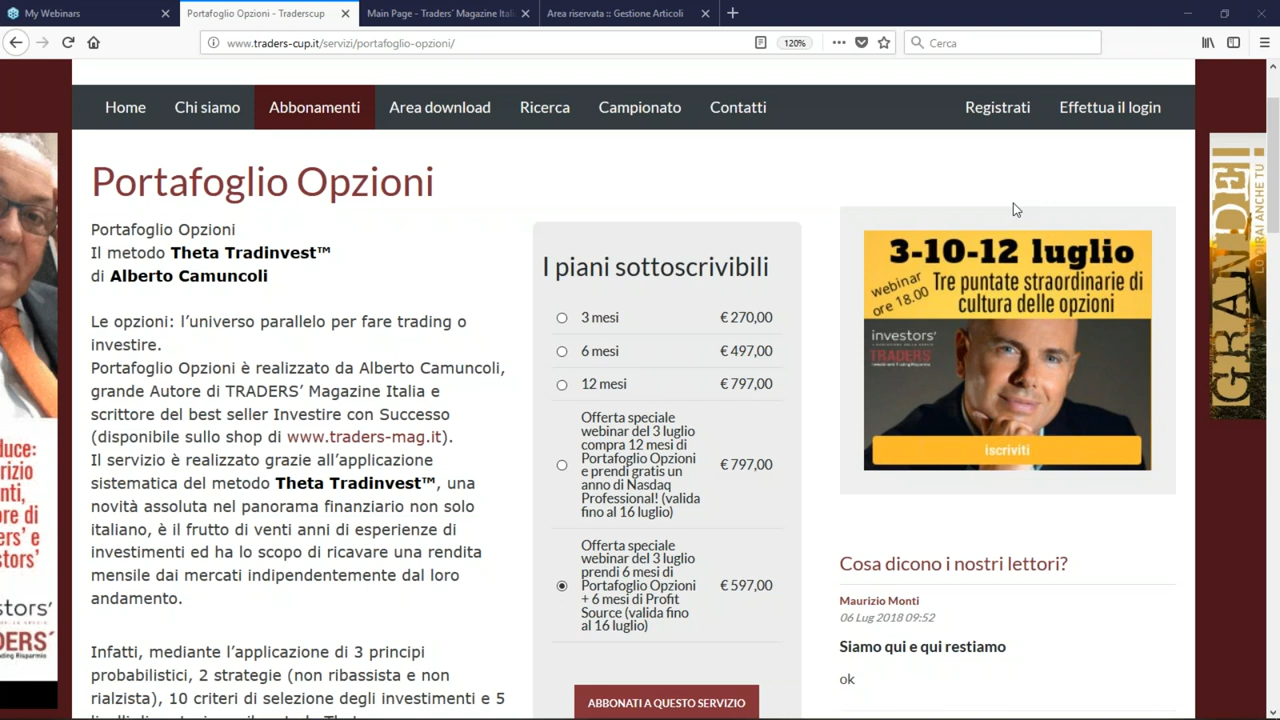 My Webinars
Portafoglio Opzioni - Traderscup
Main Page - Traders' Magazine Itali
Area riservata :: Gestione Articoli
www.traders-cup.it/servizi/portafoglio-opzioni/
120%
Cerca
Home
Chi siamo
Abbonamenti
Area download
Ricerca
Campionato
Contatti
Registrati
Effettua il login
Portafoglio Opzioni
Portafoglio Opzioni
Il metodo Theta Tradinvest™
di Alberto Camuncoli
Le opzioni: l'universo parallelo per fare trading o
investire.
Portafoglio Opzioni è realizzato da Alberto Camuncoli,
grande Autore di TRADERS' Magazine Italia e
scrittore del best seller Investire con Successo
(disponibile sullo shop di www.traders-mag.it).
Il servizio è realizzato grazie all'applicazione
sistematica del metodo Theta Tradinvest™, una
novità assoluta nel panorama finanziario non solo
italiano, è il frutto di venti anni di esperienze di
investimenti ed ha lo scopo di ricavare una rendita
mensile dai mercati indipendentemente dal loro
andamento.
Infatti, mediante l'applicazione di 3 principi
probabilistici, 2 strategie (non ribassista e non
rialzista), 10 criteri di selezione degli investimenti e 5
I piani sottoscrivibili
3 mesi € 270,00
6 mesi € 497,00
12 mesi € 797,00
Offerta speciale
webinar del 3 luglio
compra 12 mesi di
Portafoglio Opzioni
e prendi gratis un
anno di Nasdaq
Professional! (valida
fino al 16 luglio)
€ 797,00
Offerta speciale
webinar del 3 luglio
prendi 6 mesi di
Portafoglio Opzioni
+ 6 mesi di Profit
Source (valida fino
al 16 luglio)
€ 597,00
ABBONATI A QUESTO SERVIZIO
3-10-12 luglio
webinar
ore 18.00
Tre puntate straordinarie di
cultura delle opzioni
investors'
TRADERS'
iscriviti
Cosa dicono i nostri lettori?
Maurizio Monti
06 Lug 2018 09:52
Siamo qui e qui restiamo
ok
duce:
rizio
nti,
ore di
ers' e
stors'
stors'
DERS'
GRANDE!
LO DIRAI ANCHE TU